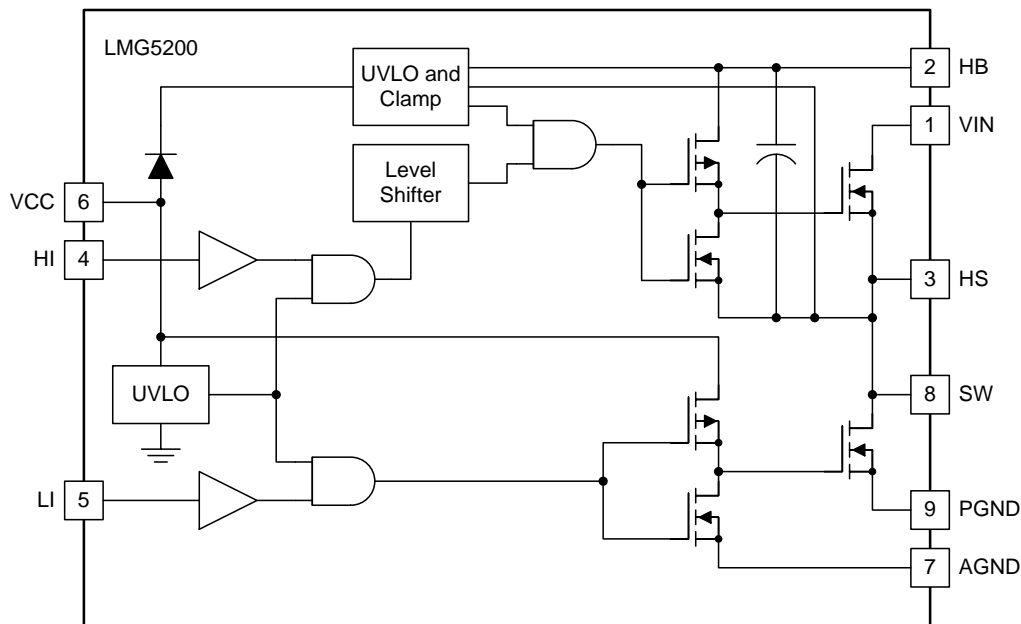 LMG5200
UVLO and
Clamp
2 HB
1 VIN
Level
Shifter
VCC 6
HI 4
3 HS
UVLO
8 SW
LI 5
9 PGND
7 AGND